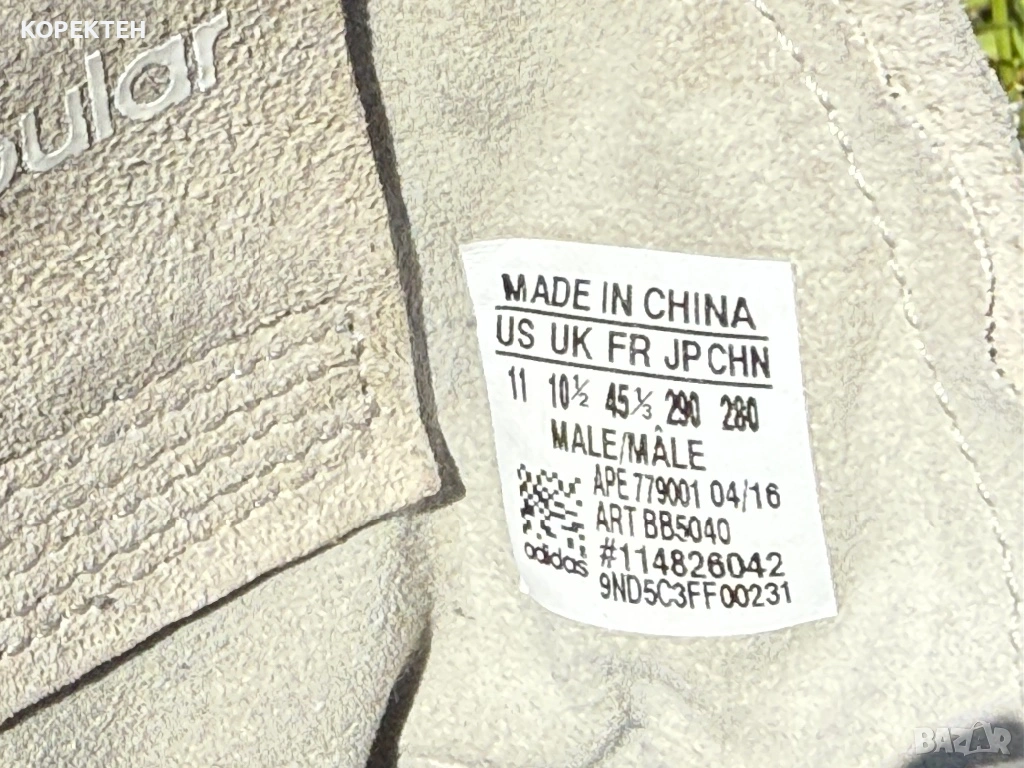 КОРЕКТЕН
pular
MADE IN CHINA
US UK FR JP CHN
11 10½ 45⅓ 290 280
MALE/MÂLE
APE 779001 04/16
ART BB5040
#114826042
9ND5C3FF00231
adidas
BAZAR